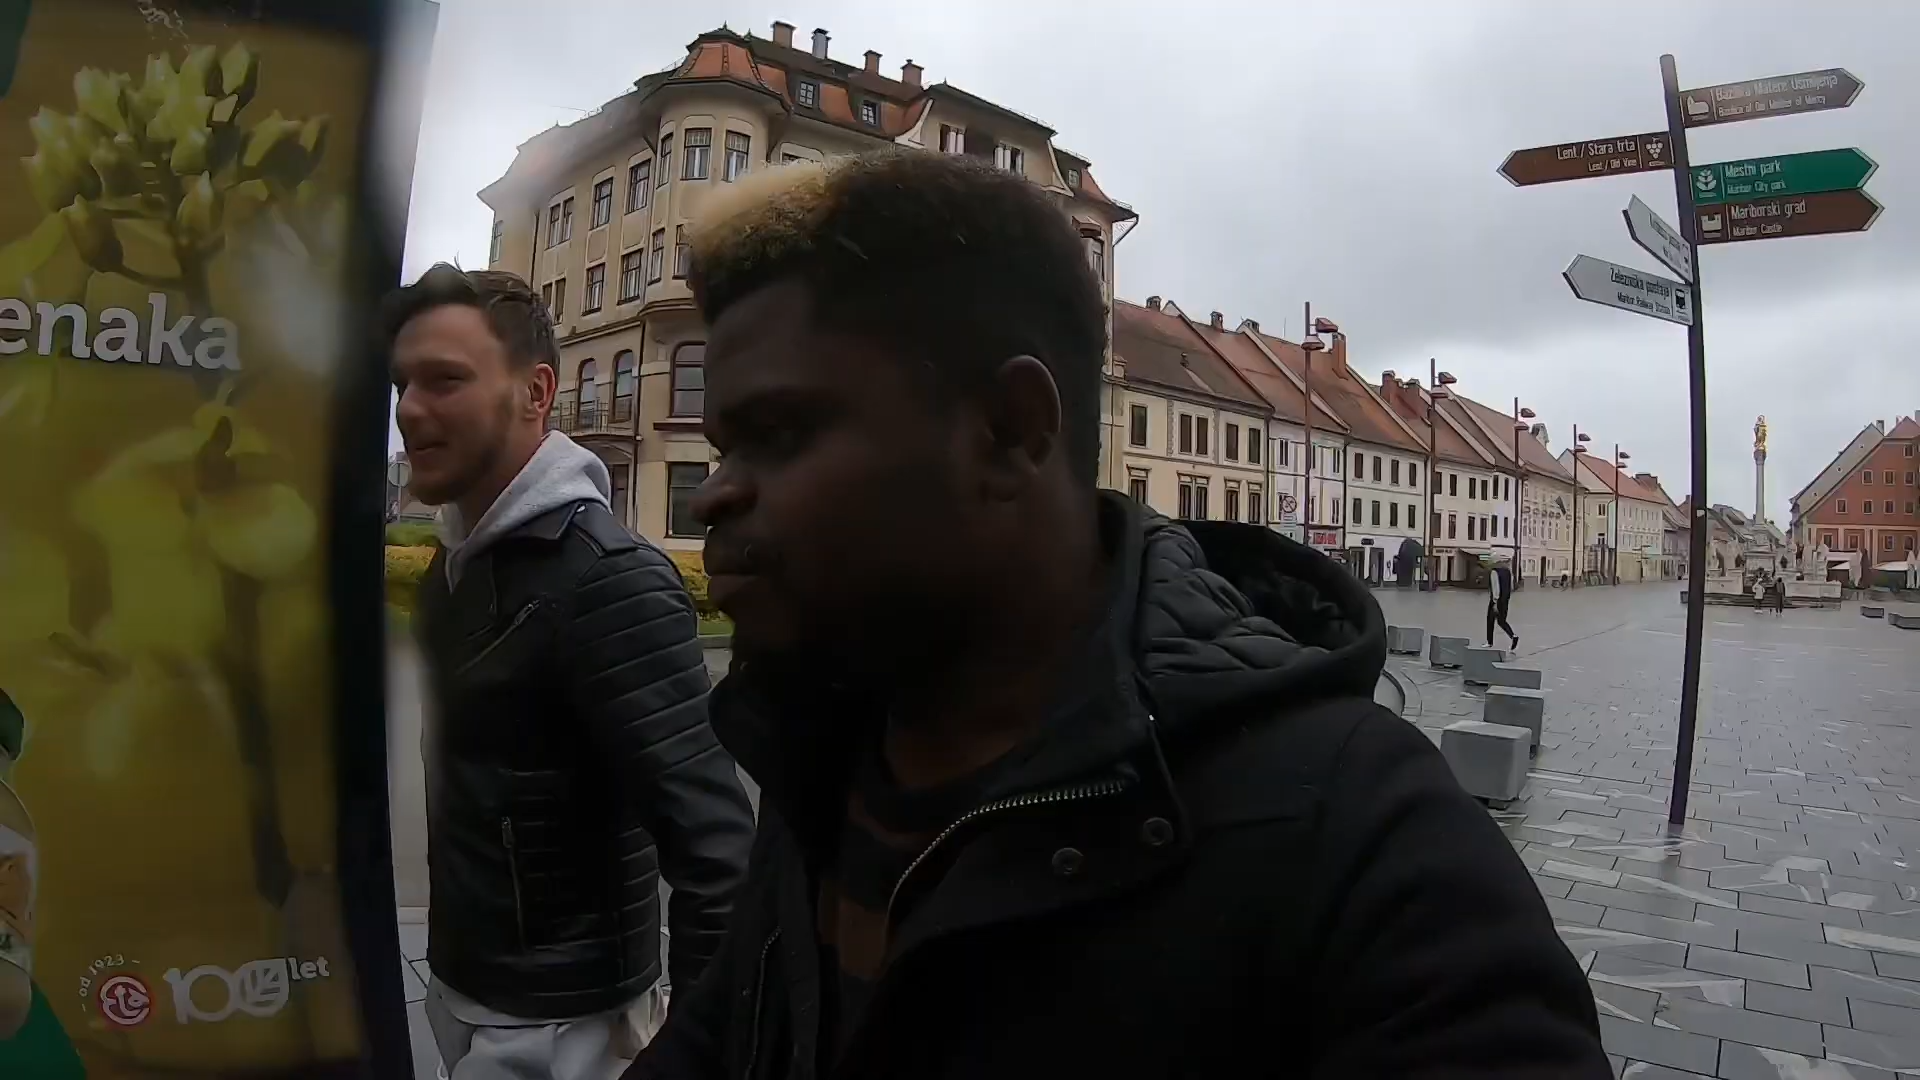 enaka
od 1923
Eta
100 let
Bazilika Matere Usmiljenja
Basilica of Our Mother of Mercy
Lent / Stara trta
Lent / Old Vine
Mestni park
Maribor City park
Mariborski grad
Maribor Castle
Železniška postaja
Maribor Railway Station